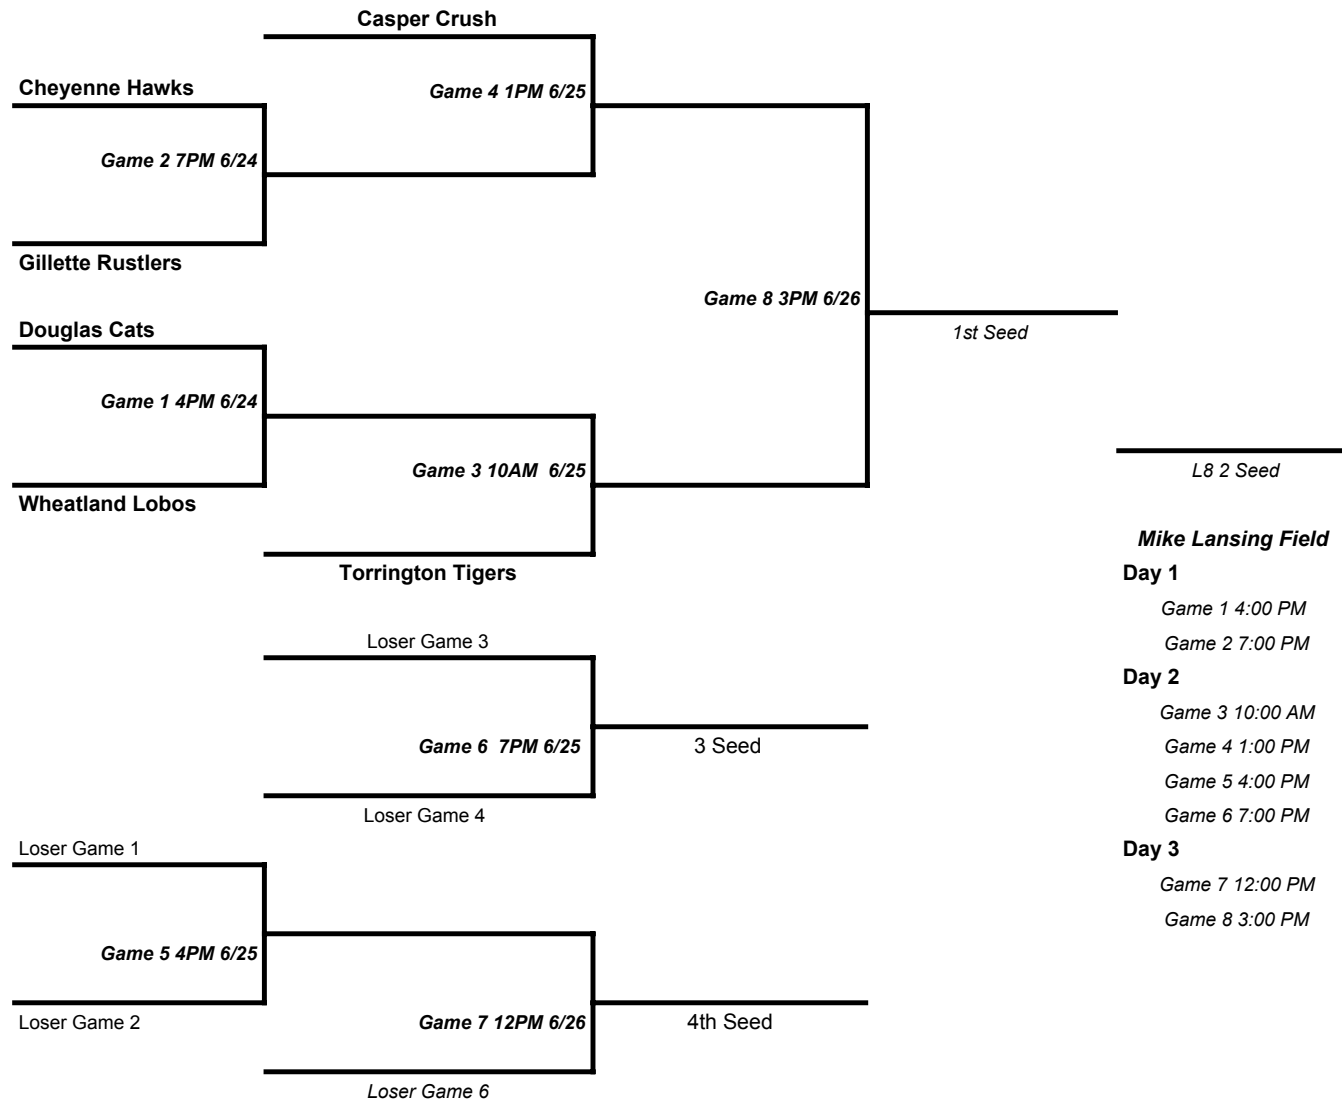 Casper Crush
Cheyenne Hawks
Game 4 1PM 6/25
Game 2 7PM 6/24
Gillette Rustlers
Game 8 3PM 6/26
Douglas Cats
1st Seed
Game 1 4PM 6/24
Game 3 10AM  6/25
L8 2 Seed
Wheatland Lobos
Mike Lansing Field
Torrington Tigers
Day 1
Game 1 4:00 PM
Loser Game 3
Game 2 7:00 PM
Day 2
Game 3 10:00 AM
Game 6  7PM 6/25
3 Seed
Game 4 1:00 PM
Game 5 4:00 PM
Loser Game 4
Game 6 7:00 PM
Loser Game 1
Day 3
Game 7 12:00 PM
Game 8 3:00 PM
Game 5 4PM 6/25
Loser Game 2
Game 7 12PM 6/26
4th Seed
Loser Game 6